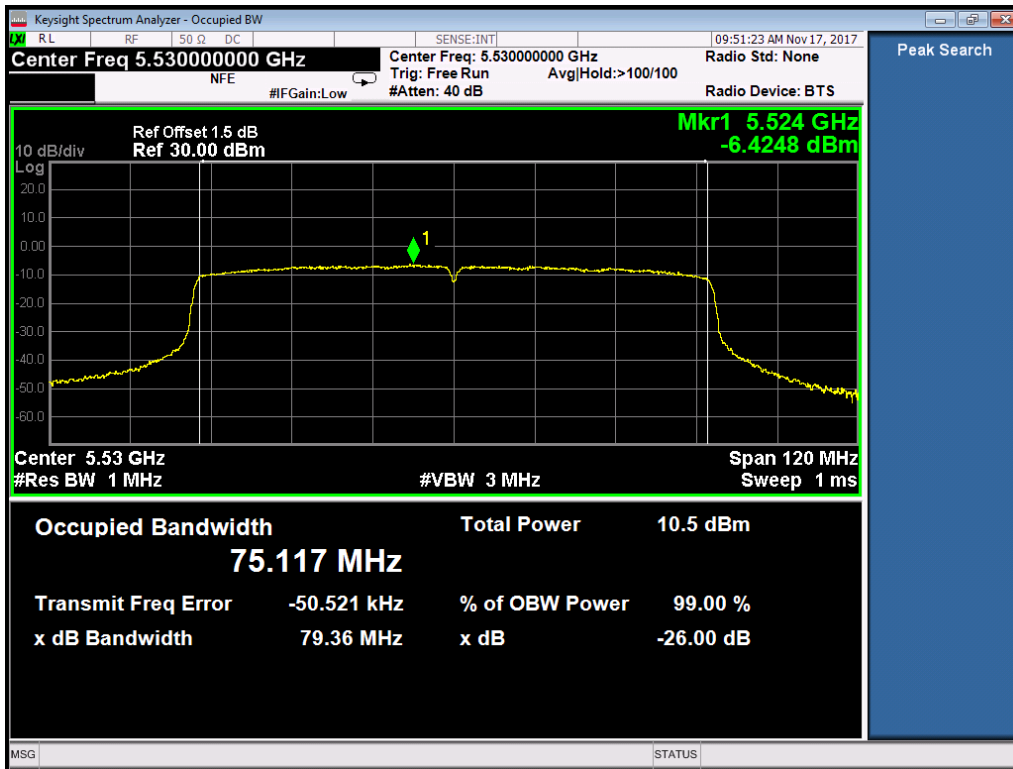 Keysight Spectrum Analyzer - Occupied BW
LXI RL RF 50 Ω DC SENSE:INT 09:51:23 AM Nov 17, 2017
Center Freq 5.530000000 GHz
NFE
#IFGain:Low
Center Freq: 5.530000000 GHz
Trig: Free Run Avg|Hold:>100/100
#Atten: 40 dB
Radio Std: None
Radio Device: BTS
Peak Search
Mkr1 5.524 GHz
-6.4248 dBm
Ref Offset 1.5 dB
10 dB/div Ref 30.00 dBm
Log
20.0
10.0
0.00
-10.0
-20.0
-30.0
-40.0
-50.0
-60.0
1
Center 5.53 GHz Span 120 MHz
#Res BW 1 MHz #VBW 3 MHz Sweep 1 ms
Occupied Bandwidth Total Power 10.5 dBm
75.117 MHz
Transmit Freq Error -50.521 kHz % of OBW Power 99.00 %
x dB Bandwidth 79.36 MHz x dB -26.00 dB
MSG STATUS